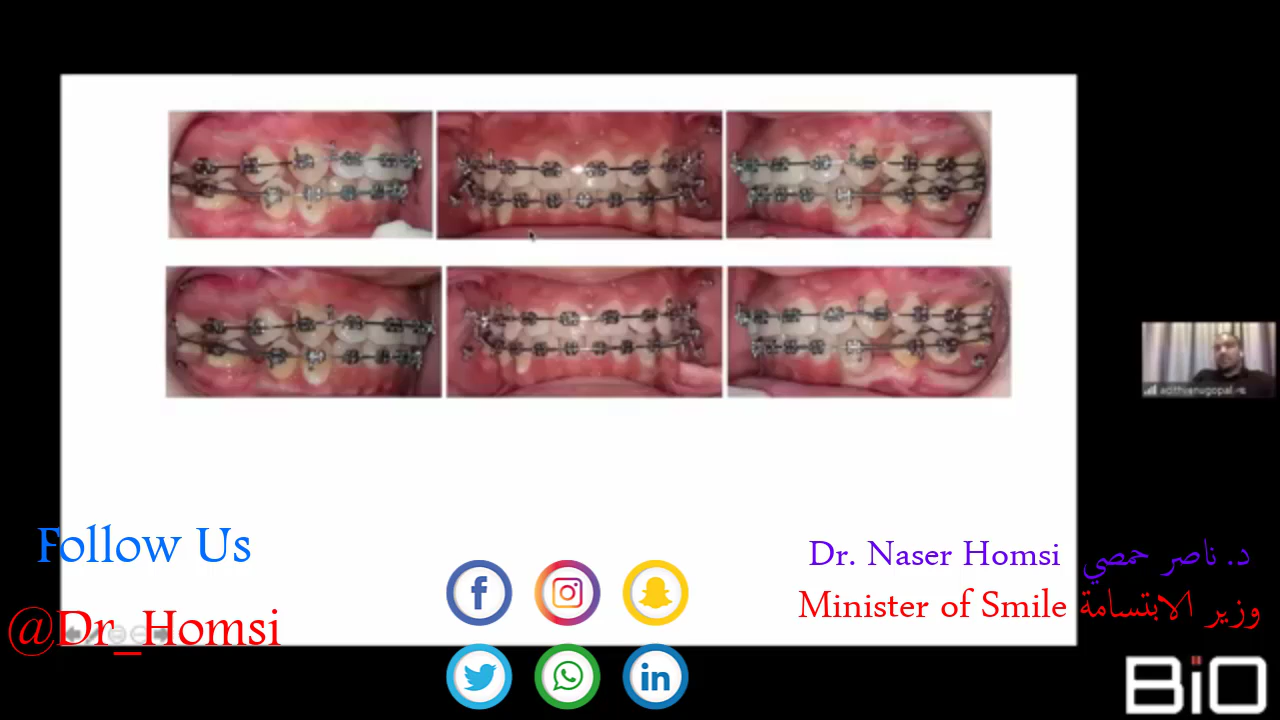 Follow Us
@Dr_Homsi
Dr. Naser Homsi د. ناصر حمصي
Minister of Smile وزير الابتسامة
BiO